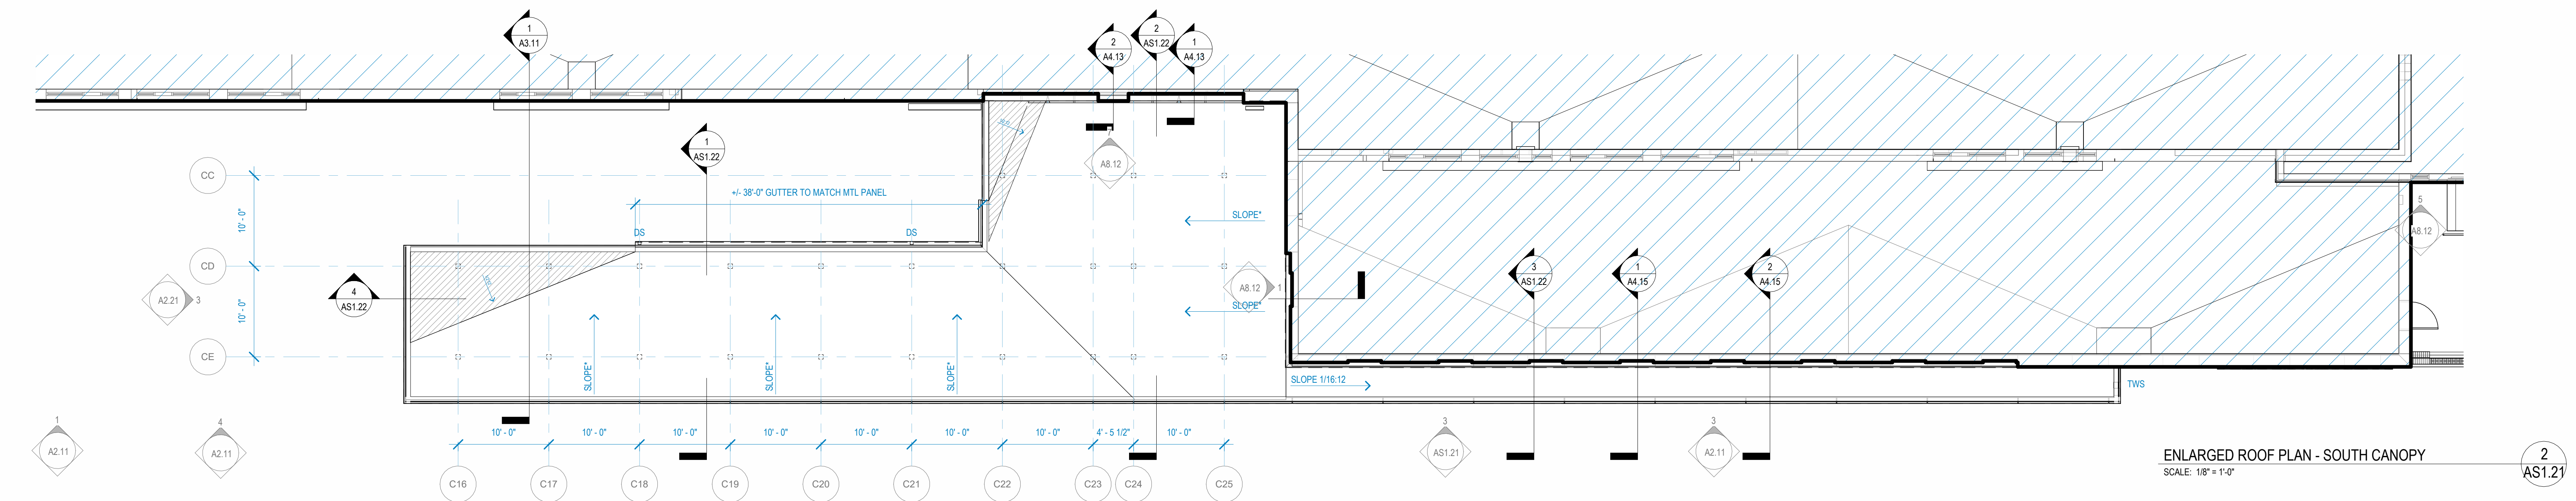 1
A3.11
2
A4.13
2
AS1.22
1
A4.13
1
AS1.22
A8.12
CC
+/- 38'-0" GUTTER TO MATCH MTL PANEL
10' - 0"
SLOPE*
5
A8.12
DS
DS
CD
4
AS1.22
A2.21
3
10' - 0"
A8.12
1
SLOPE*
3
AS1.22
1
A4.15
2
A4.15
CE
SLOPE*
SLOPE*
SLOPE*
SLOPE 1/16:12
TWS
1
A2.11
4
A2.11
10' - 0"
10' - 0"
10' - 0"
10' - 0"
10' - 0"
10' - 0"
10' - 0"
4' - 5 1/2"
10' - 0"
3
AS1.21
3
A2.11
C16
C17
C18
C19
C20
C21
C22
C23
C24
C25
ENLARGED ROOF PLAN - SOUTH CANOPY
SCALE: 1/8" = 1'-0"
2
AS1.21